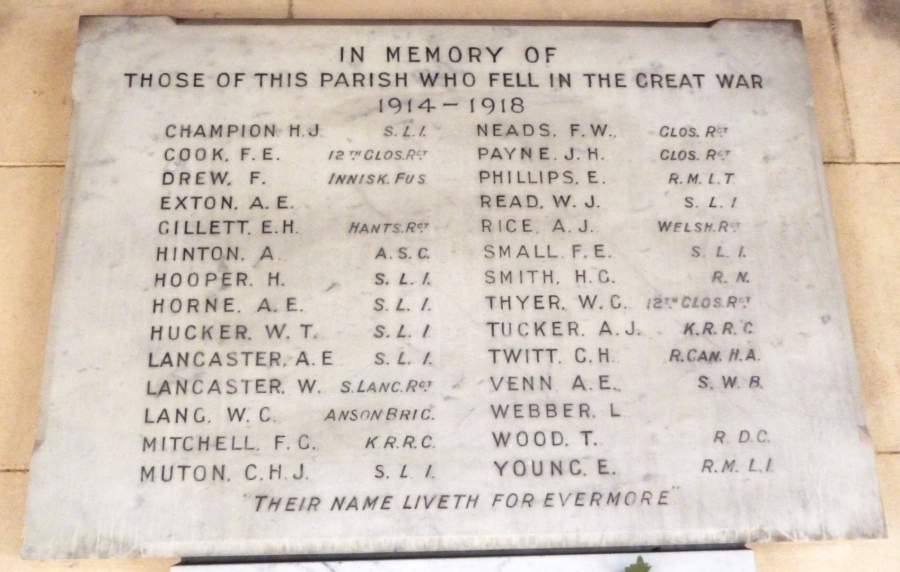 IN MEMORY OF
THOSE OF THIS PARISH WHO FELL IN THE GREAT WAR
1914 - 1918
CHAMPION H.J. S.L.I.
COOK, F.E. 12TH GLOS. RGT
DREW, F. INNISK. FUS
EXTON, A.E.
GILLETT, E.H. HANTS. RGT
HINTON, A. A.S.C.
HOOPER, H. S.L.I.
HORNE, A.E. S.L.I.
HUCKER, W.T. S.L.I.
LANCASTER, A.E S.L.I.
LANCASTER, W. S.LANC. RGT
LANG, W.G. ANSON BRIG.
MITCHELL, F.G. K.R.R.C.
MUTON, C.H.J. S.L.I.
NEADS, F.W. GLOS. RGT
PAYNE, J.H. GLOS. RGT
PHILLIPS, E. R.M.L.T
READ, W.J. S.L.I
RICE, A.J. WELSH. RGT
SMALL, F.E. S.L.I.
SMITH, H.G. R.N.
THYER, W.G. 12TH GLOS. RGT
TUCKER, A.J. K.R.R.C
TWITT, C.H. R.CAN.H.A.
VENN A.E. S.W.B.
WEBBER, L
WOOD, T. R.D.C.
YOUNG, E. R.M.L.I
"THEIR NAME LIVETH FOR EVERMORE"